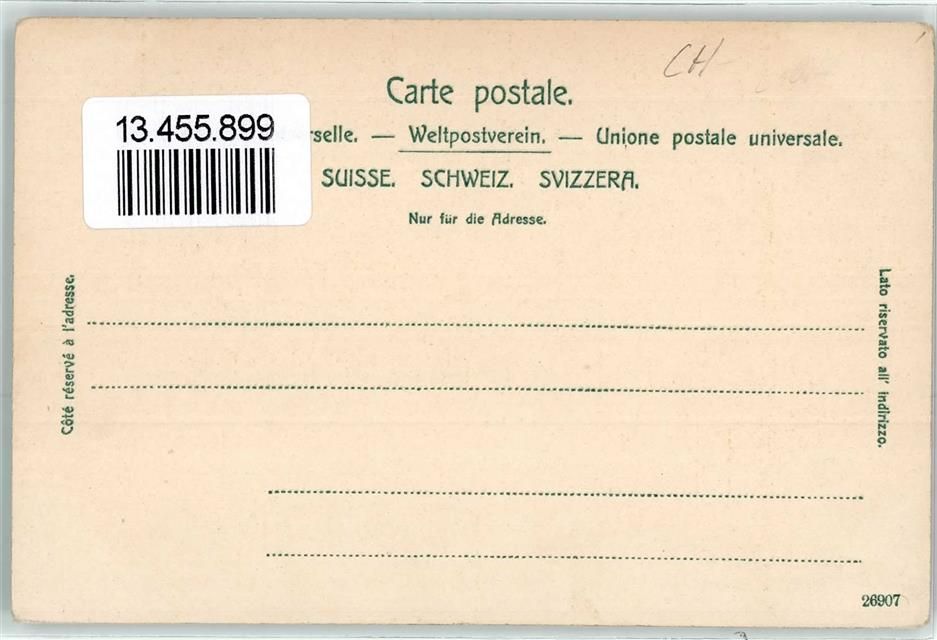 CH
Carte postale.
13.455.899
rselle. — Weltpostverein. — Unione postale universale.
SUISSE. SCHWEIZ. SVIZZERA.
Nur für die Adresse.
Côté réservé à l'adresse.
Lato riservato all' indirizzo.
26907